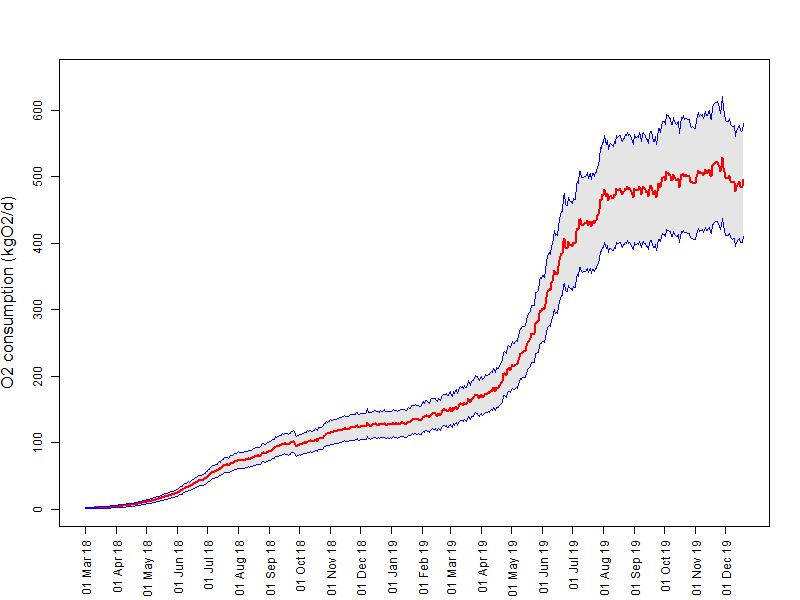 O2 consumption (kgO2/d)
600
500
400
300
200
100
0
01 Mar 18
01 Apr 18
01 May 18
01 Jun 18
01 Jul 18
01 Aug 18
01 Sep 18
01 Oct 18
01 Nov 18
01 Dec 18
01 Jan 19
01 Feb 19
01 Mar 19
01 Apr 19
01 May 19
01 Jun 19
01 Jul 19
01 Aug 19
01 Sep 19
01 Oct 19
01 Nov 19
01 Dec 19